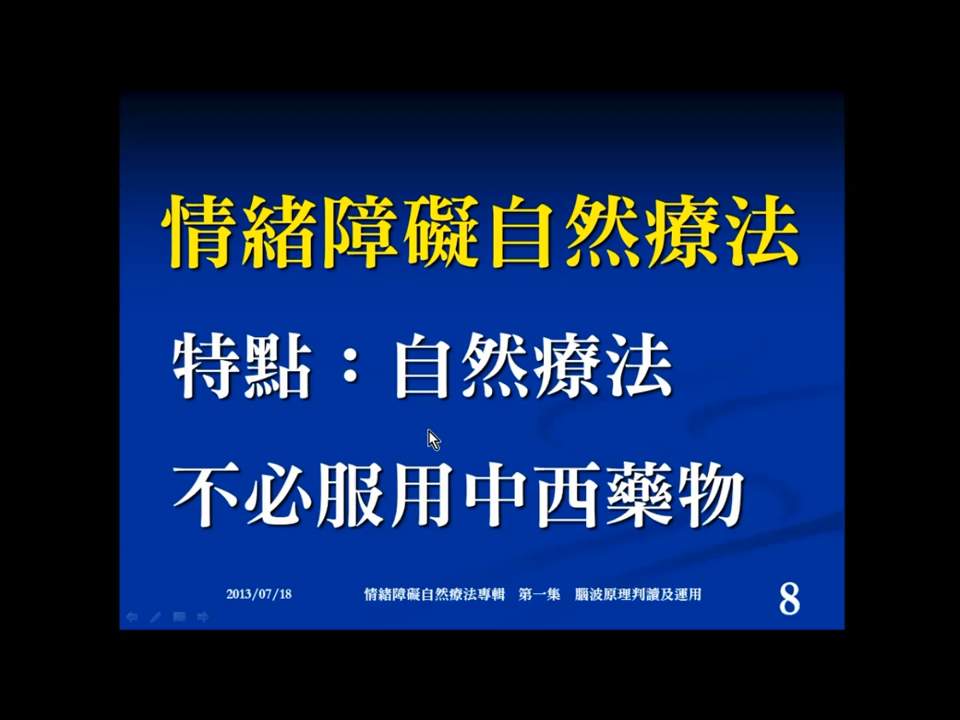 情緒障礙自然療法
特點：自然療法
不必服用中西藥物
2013/07/18 情緒障礙自然療法專輯 第一集 腦波原理判讀及運用 8